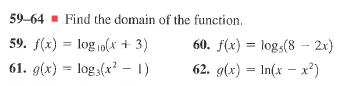 59–64 ■ Find the domain of the function.
59. f(x) = log₁₀(x + 3) 60. f(x) = log₅(8 − 2x)
61. g(x) = log₃(x² − 1) 62. g(x) = ln(x − x²)